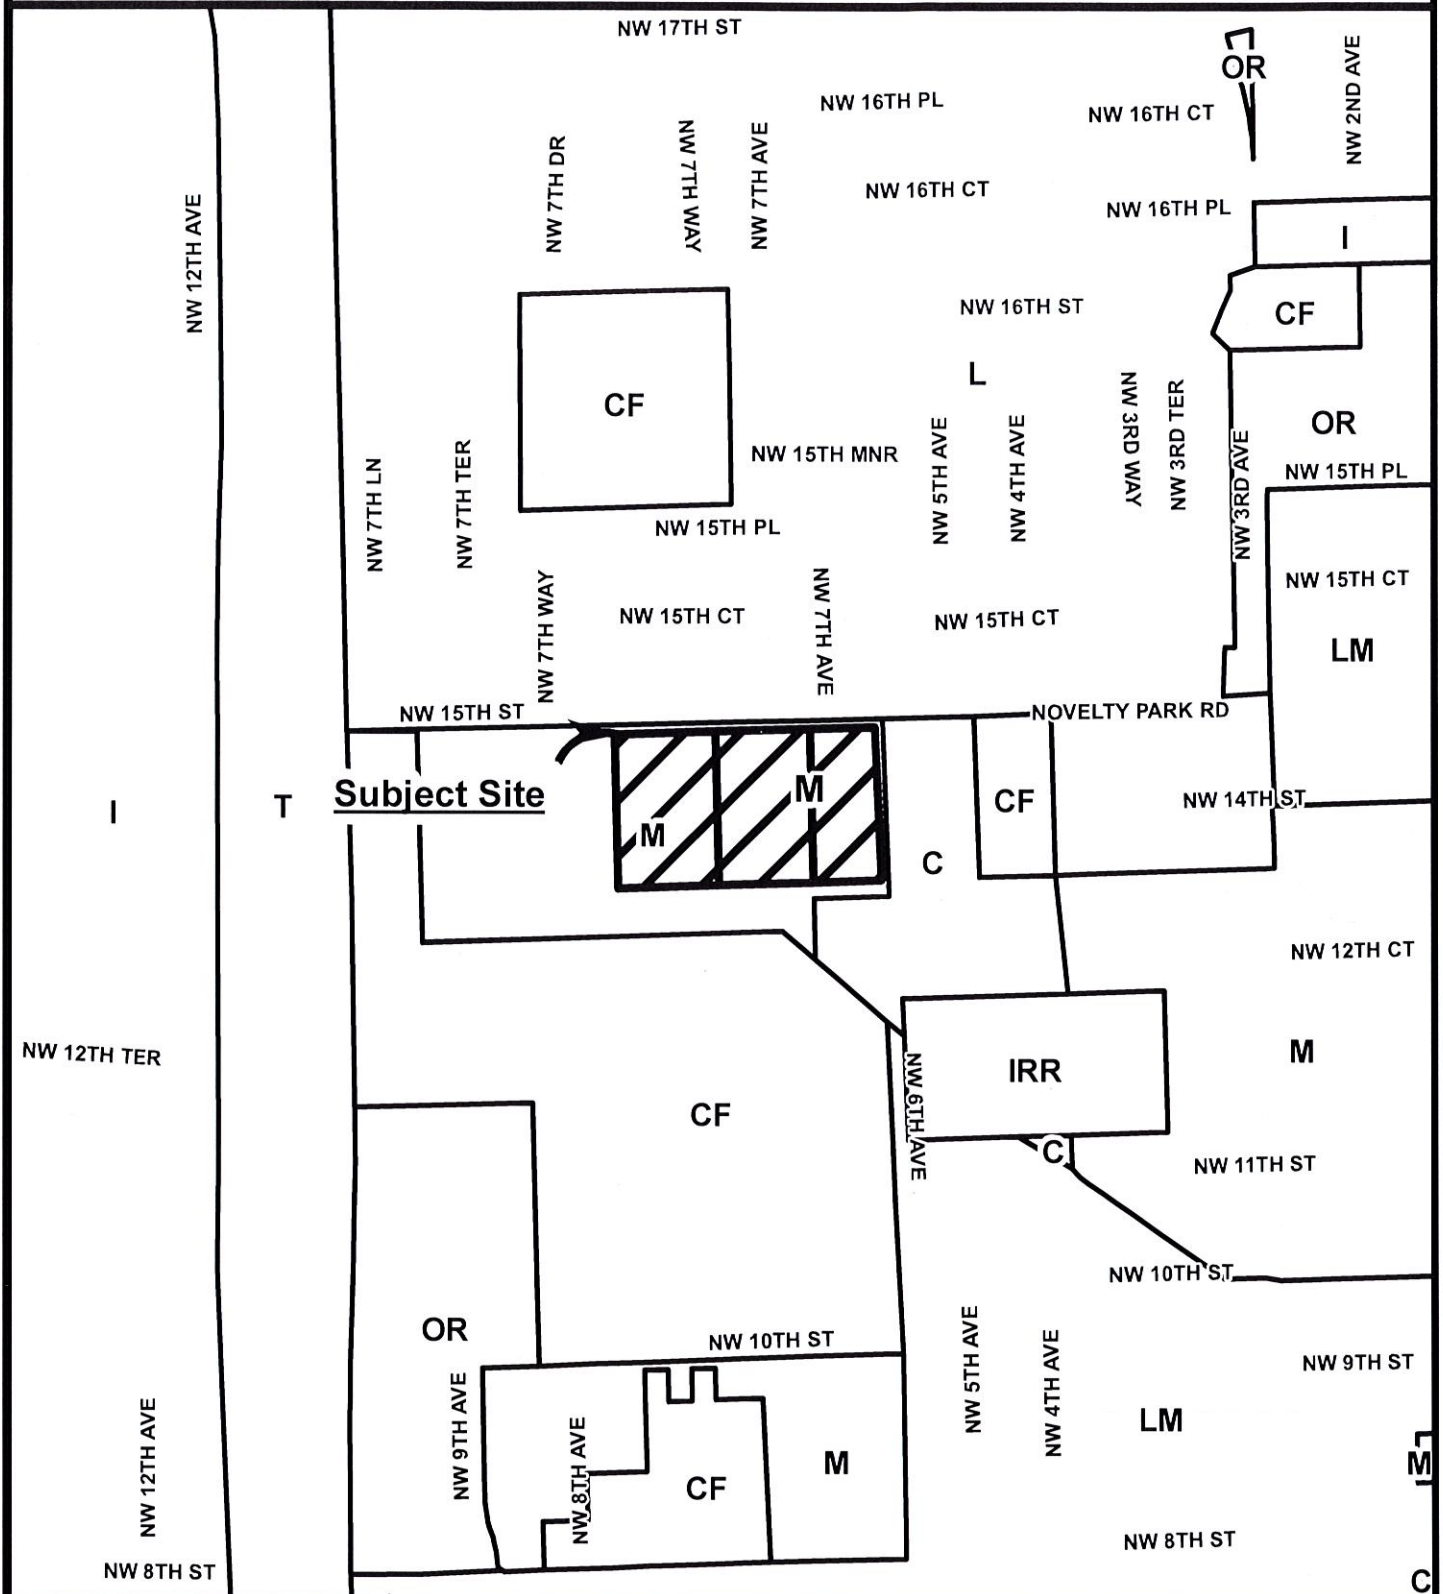 NW 17TH ST
OR
NW 2ND AVE
NW 16TH PL
NW 16TH CT
NW 7TH DR
NW 7TH WAY
NW 7TH AVE
NW 16TH CT
NW 16TH PL
NW 12TH AVE
I
NW 16TH ST
CF
L
CF
OR
NW 15TH MNR
NW 5TH AVE
NW 4TH AVE
NW 3RD WAY
NW 3RD TER
NW 3RD AVE
NW 15TH PL
NW 7TH LN
NW 7TH TER
NW 15TH PL
NW 15TH CT
NW 7TH WAY
NW 15TH CT
NW 7TH AVE
NW 15TH CT
LM
NW 15TH ST
NOVELTY PARK RD
I
T
Subject Site
M
M
CF
NW 14TH ST
C
NW 12TH CT
NW 12TH TER
IRR
M
NW 6TH AVE
CF
C
NW 11TH ST
NW 10TH ST
OR
NW 10TH ST
NW 5TH AVE
NW 4TH AVE
NW 9TH ST
NW 12TH AVE
NW 9TH AVE
NW 8TH AVE
CF
M
LM
M
NW 8TH ST
NW 8TH ST
C